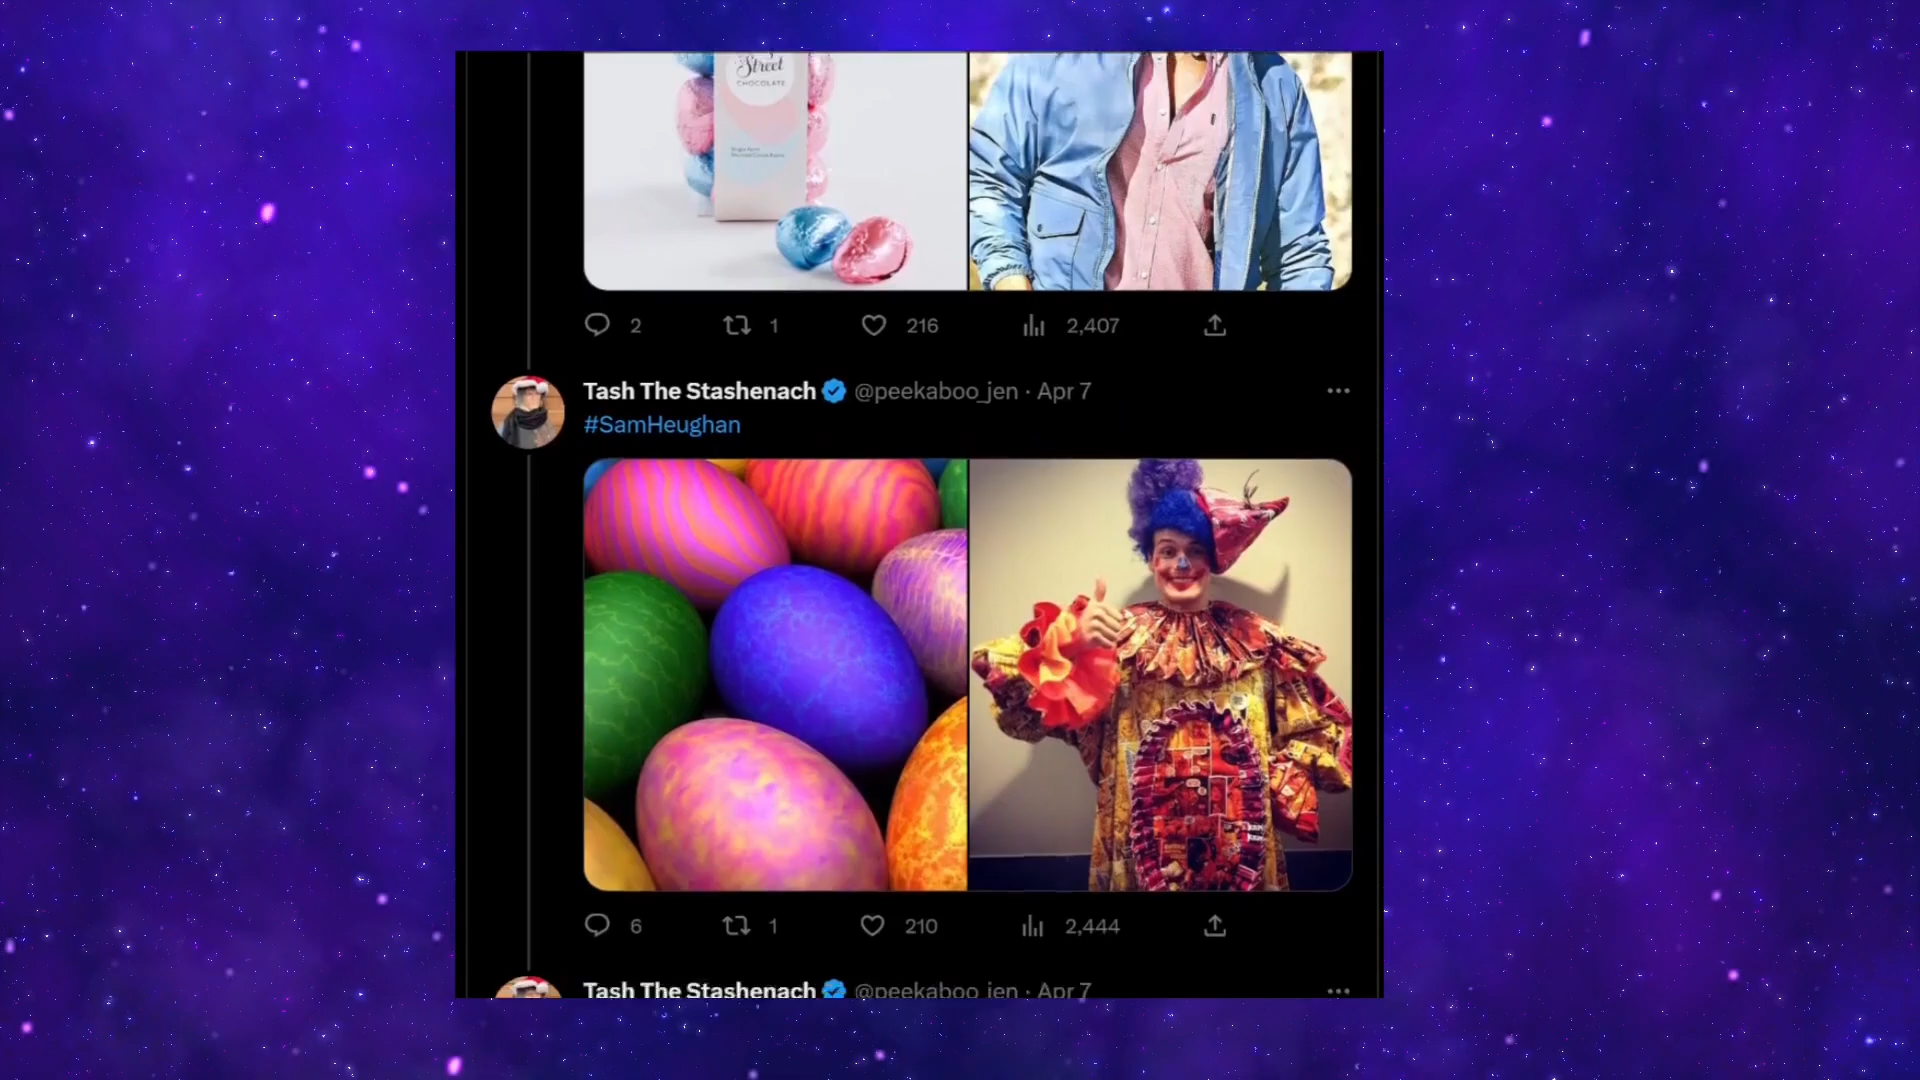 Street
CHOCOLATE
2 1 216 2,407
Tash The Stashenach @peekaboo_jen · Apr 7
#SamHeughan
6 1 210 2,444
Tash The Stashenach @peekaboo_jen · Apr 7